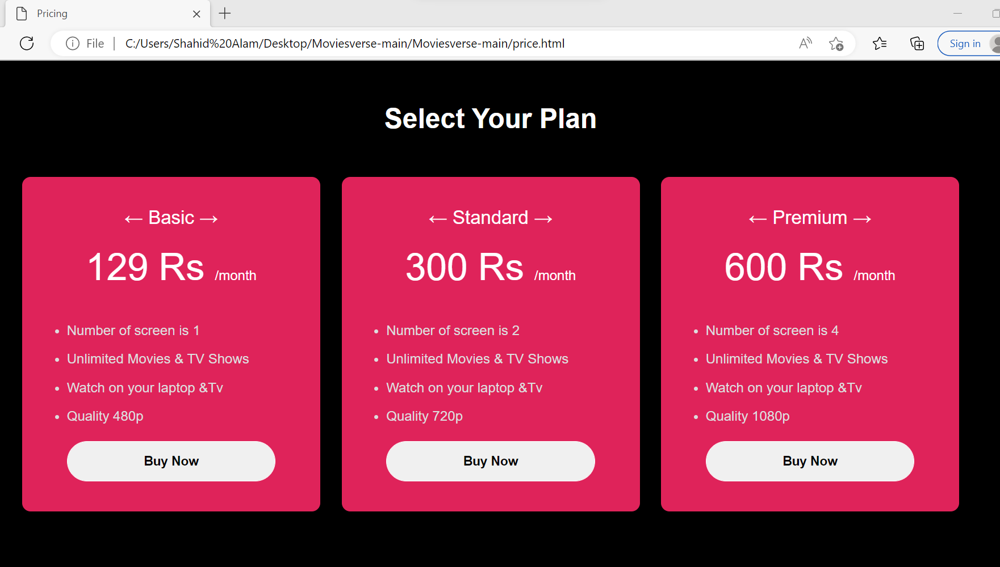 Pricing
File
C:/Users/Shahid%20Alam/Desktop/Moviesverse-main/Moviesverse-main/price.html
Sign in
Select Your Plan
← Basic →
129 Rs /month
Number of screen is 1
Unlimited Movies & TV Shows
Watch on your laptop &Tv
Quality 480p
Buy Now
← Standard →
300 Rs /month
Number of screen is 2
Unlimited Movies & TV Shows
Watch on your laptop &Tv
Quality 720p
Buy Now
← Premium →
600 Rs /month
Number of screen is 4
Unlimited Movies & TV Shows
Watch on your laptop &Tv
Quality 1080p
Buy Now